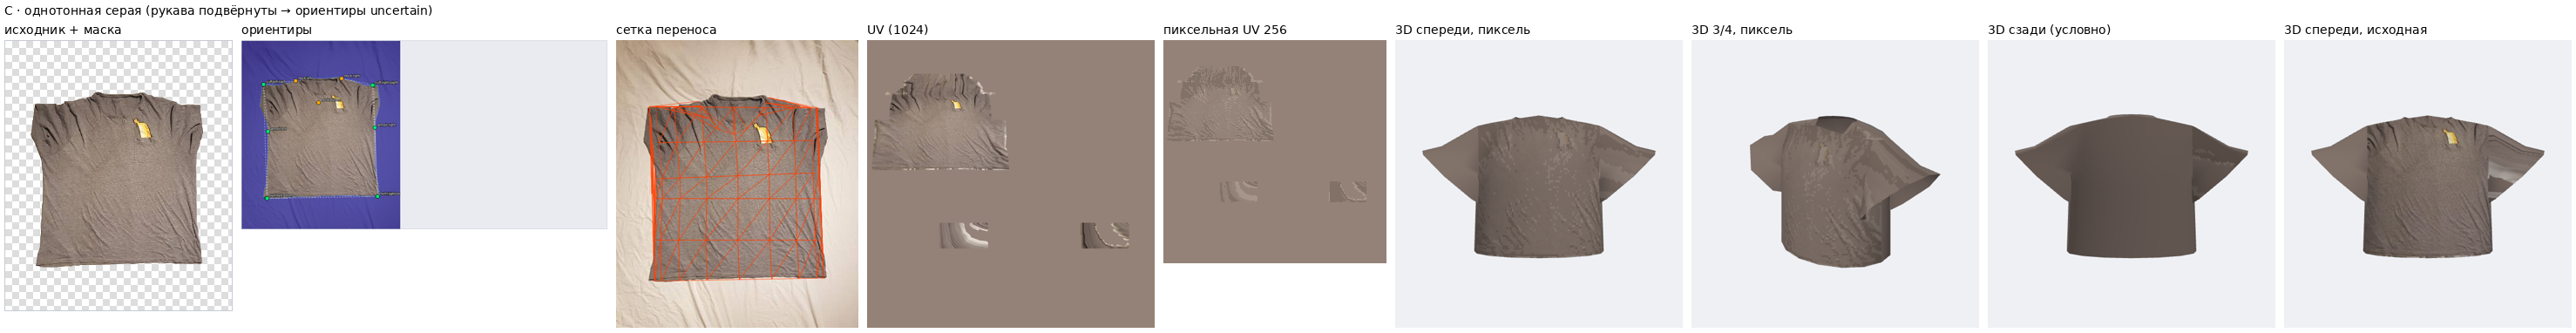 C · однотонная серая (рукава подвёрнуты → ориентиры uncertain)
исходник + маска
ориентиры
сетка переноса
UV (1024)
пиксельная UV 256
3D спереди, пиксель
3D 3/4, пиксель
3D сзади (условно)
3D спереди, исходная